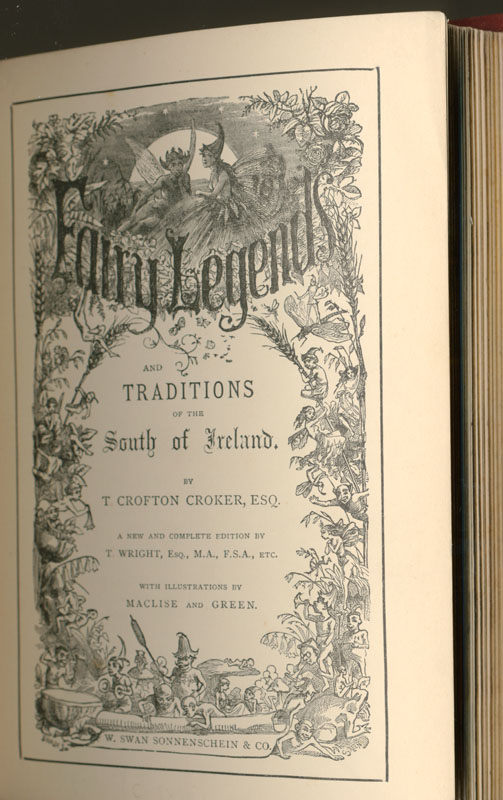 Fairy Legends
AND
TRADITIONS
OF THE
South of Ireland.
BY
T. CROFTON CROKER, ESQ.
A NEW AND COMPLETE EDITION BY
T. WRIGHT, Esq., M.A., F.S.A., ETC.
WITH ILLUSTRATIONS BY
MACLISE AND GREEN.
W. SWAN SONNENSCHEIN & CO.